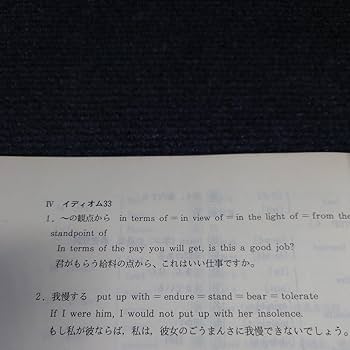 Ⅳ イディオム33
1. 〜の観点から in terms of = in view of = in the light of = from the
standpoint of
In terms of the pay you will get, is this a good job?
君がもらう給料の点から、これはいい仕事ですか。
2. 我慢する put up with = endure = stand = bear = tolerate
If I were him, I would not put up with her insolence.
もし私が彼ならば，私は，彼女のごうまんさに我慢できないでしょう。